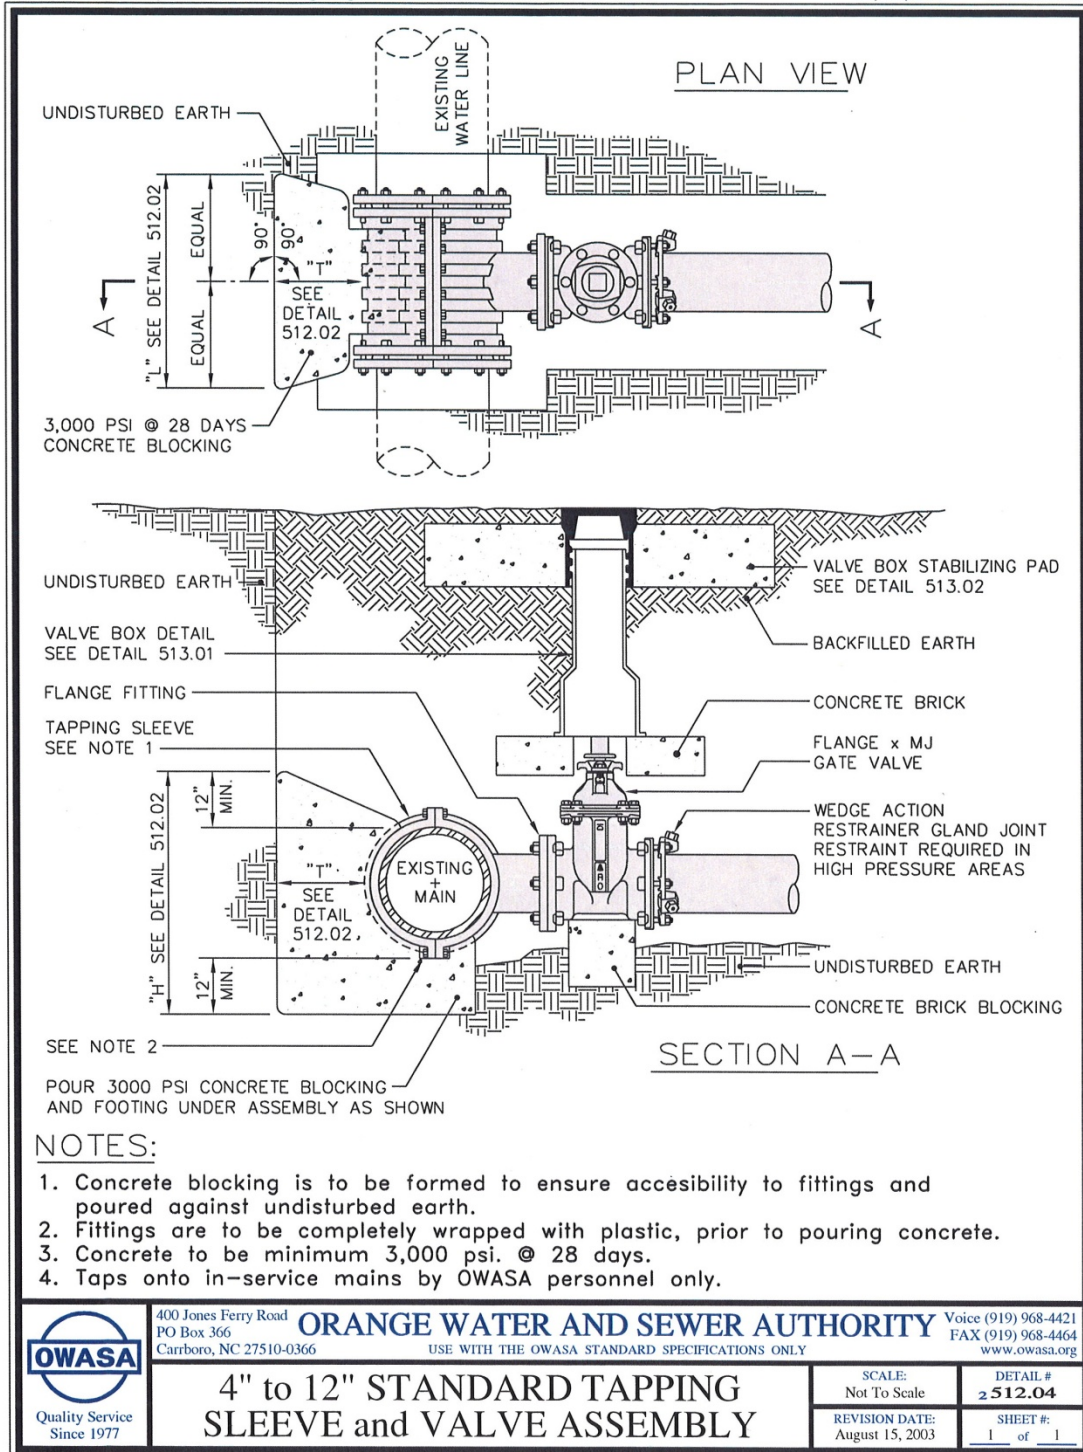 PLAN VIEW
EXISTING
WATER LINE
UNDISTURBED EARTH
"L" SEE DETAIL 512.02
EQUAL
EQUAL
90°
90°
"T"
SEE
DETAIL
512.02
A
A
3,000 PSI @ 28 DAYS
CONCRETE BLOCKING
UNDISTURBED EARTH
VALVE BOX DETAIL
SEE DETAIL 513.01
FLANGE FITTING
TAPPING SLEEVE
SEE NOTE 1
"H" SEE DETAIL 512.02
12"
MIN.
"T"
SEE
DETAIL
512.02
12"
MIN.
EXISTING
+
MAIN
VALVE BOX STABILIZING PAD
SEE DETAIL 513.02
BACKFILLED EARTH
CONCRETE BRICK
FLANGE x MJ
GATE VALVE
WEDGE ACTION
RESTRAINER GLAND JOINT
RESTRAINT REQUIRED IN
HIGH PRESSURE AREAS
UNDISTURBED EARTH
CONCRETE BRICK BLOCKING
SEE NOTE 2
POUR 3000 PSI CONCRETE BLOCKING
AND FOOTING UNDER ASSEMBLY AS SHOWN
SECTION A-A
NOTES:
1. Concrete blocking is to be formed to ensure accesibility to fittings and
poured against undisturbed earth.
2. Fittings are to be completely wrapped with plastic, prior to pouring concrete.
3. Concrete to be minimum 3,000 psi. @ 28 days.
4. Taps onto in-service mains by OWASA personnel only.
OWASA
Quality Service
Since 1977
400 Jones Ferry Road
PO Box 366
Carrboro, NC 27510-0366
ORANGE WATER AND SEWER AUTHORITY
USE WITH THE OWASA STANDARD SPECIFICATIONS ONLY
Voice (919) 968-4421
FAX (919) 968-4464
www.owasa.org
4" to 12" STANDARD TAPPING
SLEEVE and VALVE ASSEMBLY
SCALE:
Not To Scale
DETAIL #
2 512.04
REVISION DATE:
August 15, 2003
SHEET #:
1 of 1